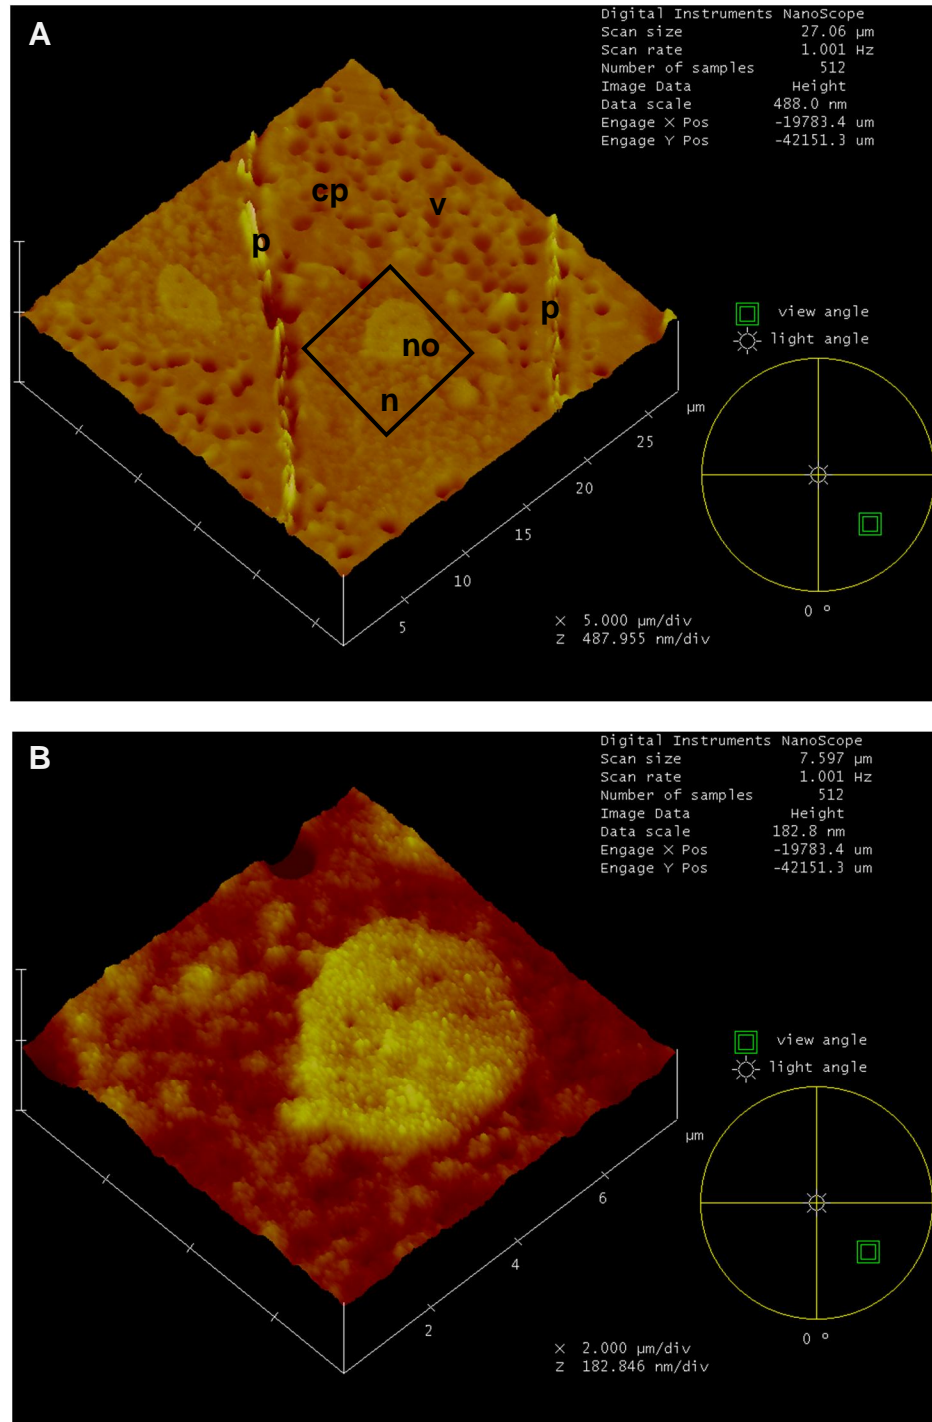 A
Digital Instruments NanoScope
Scan size 27.06 µm
Scan rate 1.001 Hz
Number of samples 512
Image Data Height
Data scale 488.0 nm
Engage X Pos -19783.4 um
Engage Y Pos -42151.3 um
cp
v
p
p
no
n
view angle
light angle
µm
25
20
15
10
5
0 °
X 5.000 µm/div
Z 487.955 nm/div
B
Digital Instruments NanoScope
Scan size 7.597 µm
Scan rate 1.001 Hz
Number of samples 512
Image Data Height
Data scale 182.8 nm
Engage X Pos -19783.4 um
Engage Y Pos -42151.3 um
view angle
light angle
µm
6
4
2
0 °
X 2.000 µm/div
Z 182.846 nm/div